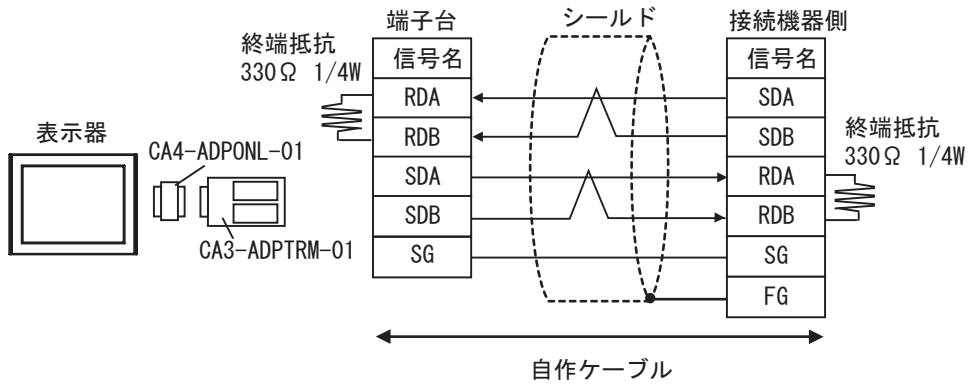 端子台
シールド
接続機器側
終端抵抗
330Ω 1/4W
信号名
信号名
RDA
SDA
RDB
SDB
表示器
CA4-ADPONL-01
SDA
RDA
終端抵抗
330Ω 1/4W
SDB
RDB
CA3-ADPTRM-01
SG
SG
FG
自作ケーブル